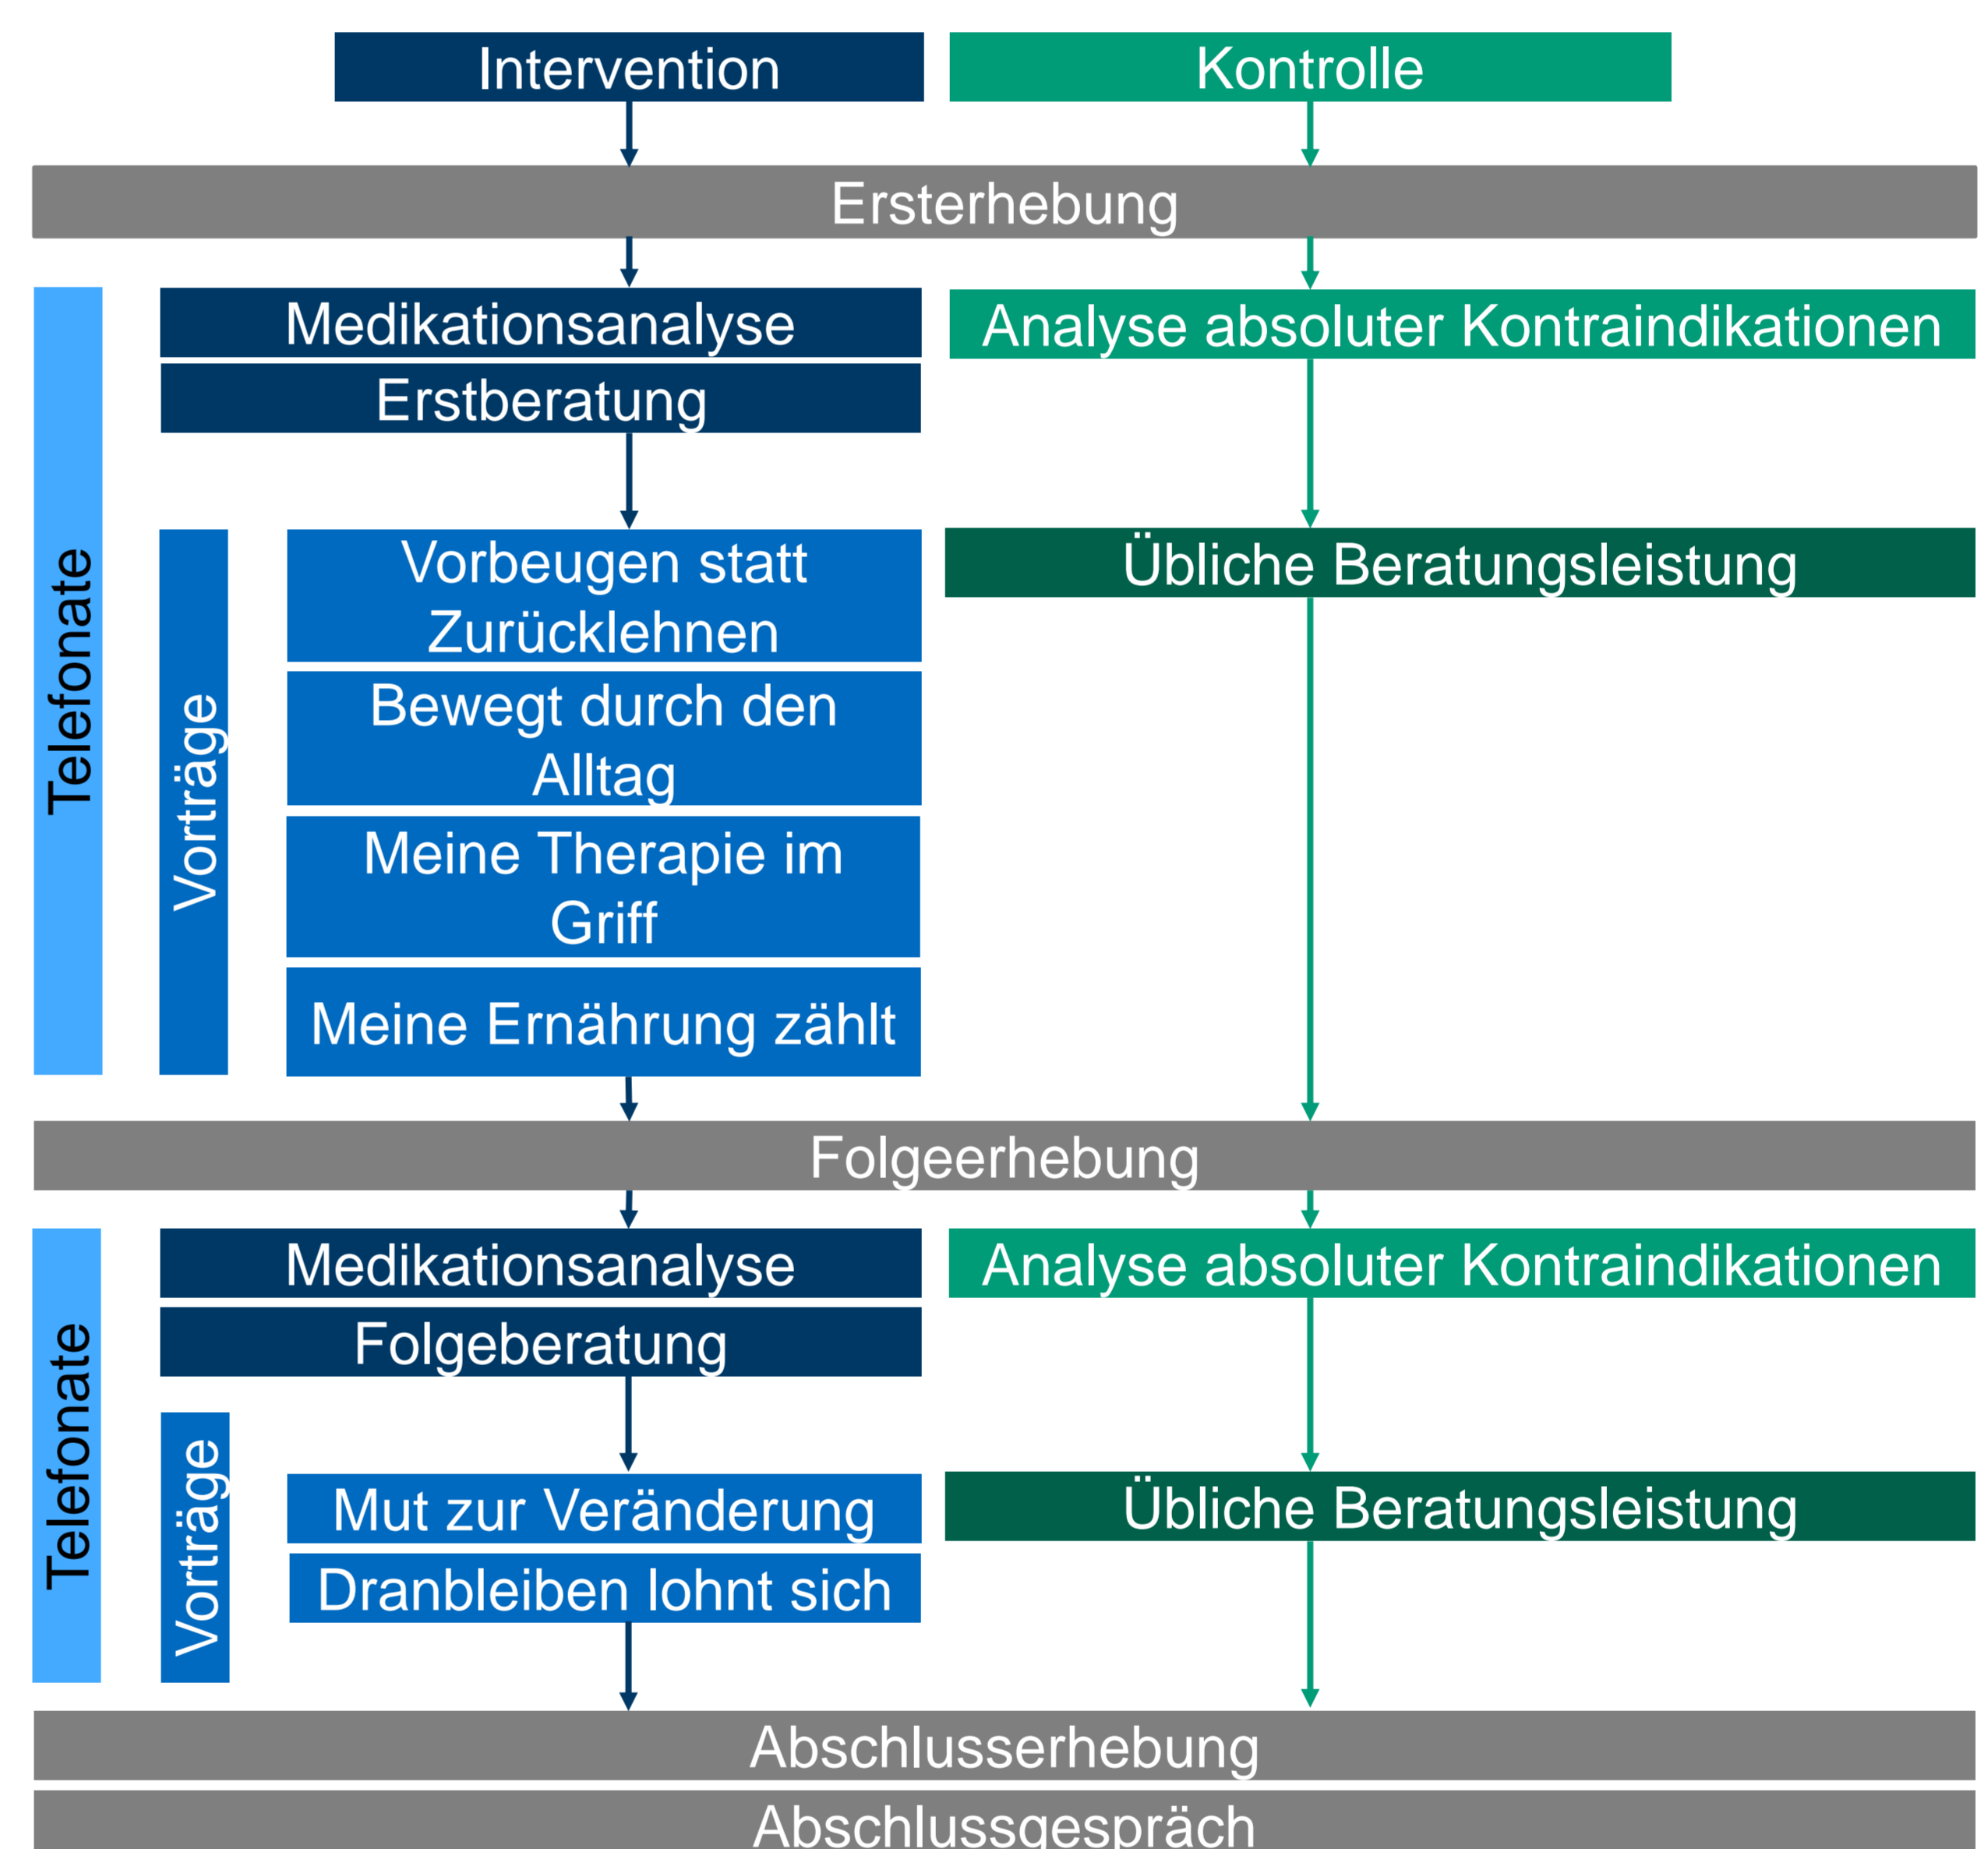 Intervention
Kontrolle
Ersterhebung
Telefonate
Medikationsanalyse
Analyse absoluter Kontraindikationen
Erstberatung
Vorträge
Vorbeugen statt
Zurücklehnen
Übliche Beratungsleistung
Bewegt durch den
Alltag
Meine Therapie im
Griff
Meine Ernährung zählt
Folgeerhebung
Telefonate
Medikationsanalyse
Analyse absoluter Kontraindikationen
Folgeberatung
Vorträge
Mut zur Veränderung
Übliche Beratungsleistung
Dranbleiben lohnt sich
Abschlusserhebung
Abschlussgespräch